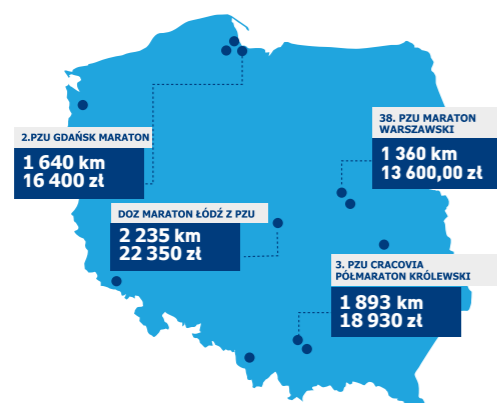 2.PZU GDAŃSK MARATON
1 640 km
16 400 zł
38. PZU MARATON
WARSZAWSKI
1 360 km
13 600,00 zł
DOZ MARATON ŁÓDŹ Z PZU
2 235 km
22 350 zł
3. PZU CRACOVIA
PÓŁMARATON KRÓLEWSKI
1 893 km
18 930 zł